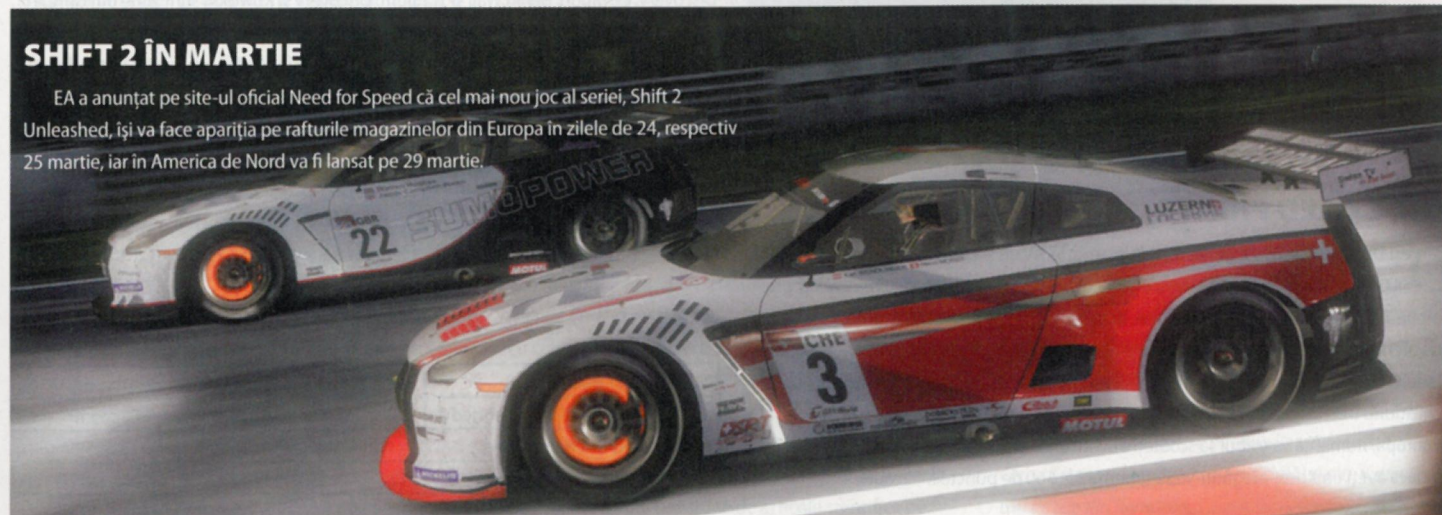 SHIFT 2 ÎN MARTIE
EA a anunțat pe site-ul oficial Need for Speed că cel mai nou joc al seriei, Shift 2
Unleashed, își va face apariția pe rafturile magazinelor din Europa în zilele de 24, respectiv
25 martie, iar în America de Nord va fi lansat pe 29 martie.
SUMOPOWER
GBR
22
MOTUL
LUZERN
CHE
3
MOTUL
MICHELIN